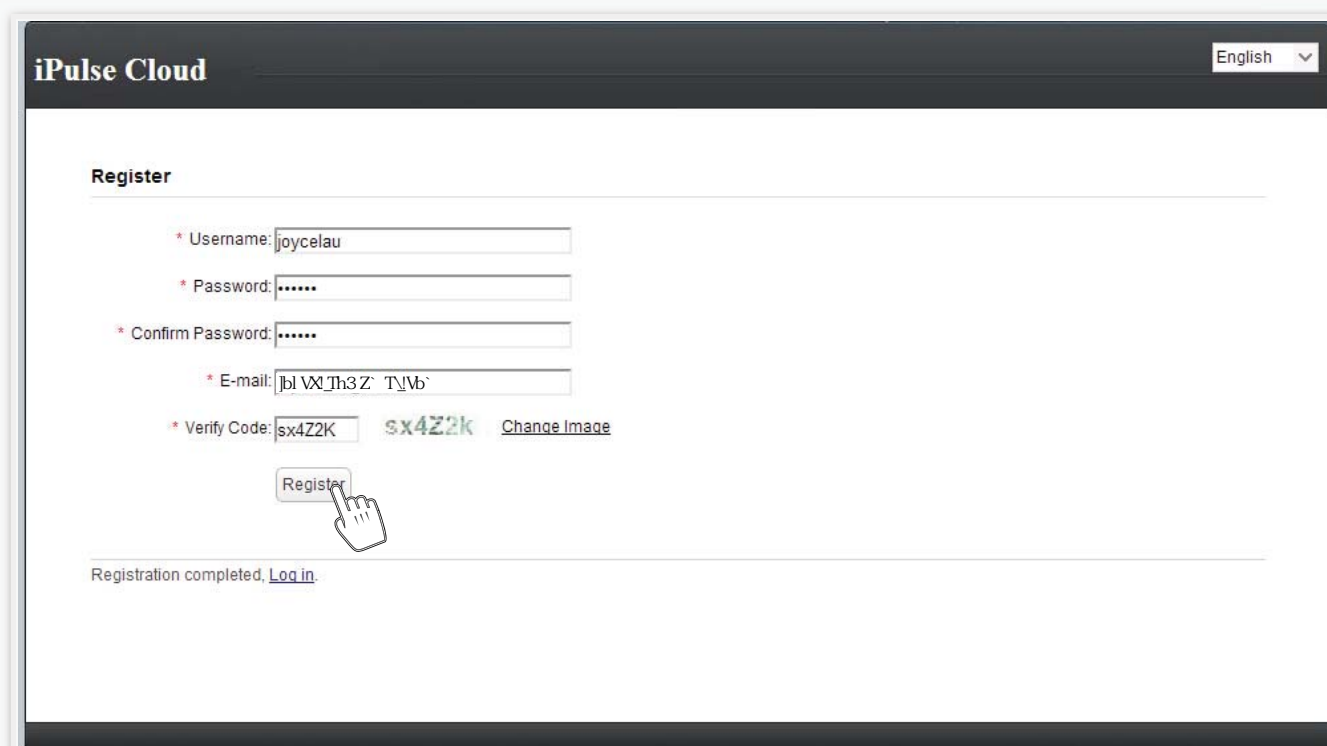 iPulse Cloud
English
Register
* Username: joycelau
* Password: ••••••
* Confirm Password: ••••••
* E-mail:
* Verify Code: sx4Z2K sx4Z2k Change Image
Register
Registration completed, Log in.